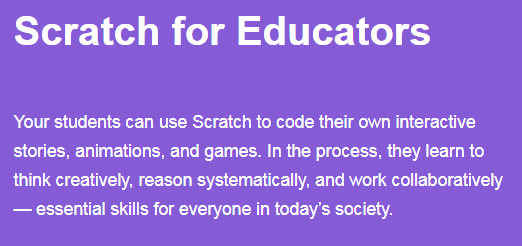 Scratch for Educators
Your students can use Scratch to code their own interactive
stories, animations, and games. In the process, they learn to
think creatively, reason systematically, and work collaboratively
— essential skills for everyone in today's society.